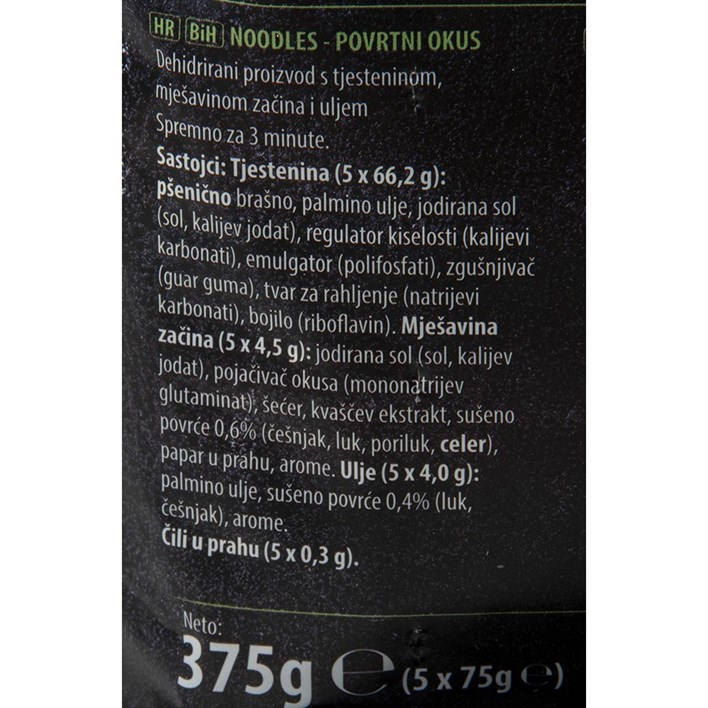 HR BiH NOODLES - POVRTNI OKUS
Dehidrirani proizvod s tjesteninom,
mješavinom začina i uljem
Spremno za 3 minute.
Sastojci: Tjestenina (5 x 66,2 g):
pšenično brašno, palmino ulje, jodirana sol
(sol, kalijev jodat), regulator kiselosti (kalijevi
karbonati), emulgator (polifosfati), zgušnjivač
(guar guma), tvar za rahljenje (natrijevi
karbonati), bojilo (riboflavin). Mješavina
začina (5 x 4,5 g): jodirana sol (sol, kalijev
jodat), pojačivač okusa (mononatrijev
glutaminat), šećer, kvaščev ekstrakt, sušeno
povrće 0,6% (češnjak, luk, poriluk, celer),
papar u prahu, arome. Ulje (5 x 4,0 g):
palmino ulje, sušeno povrće 0,4% (luk,
češnjak), arome.
Čili u prahu (5 x 0,3 g).
Neto:
375g ℮ (5 x 75g ℮)